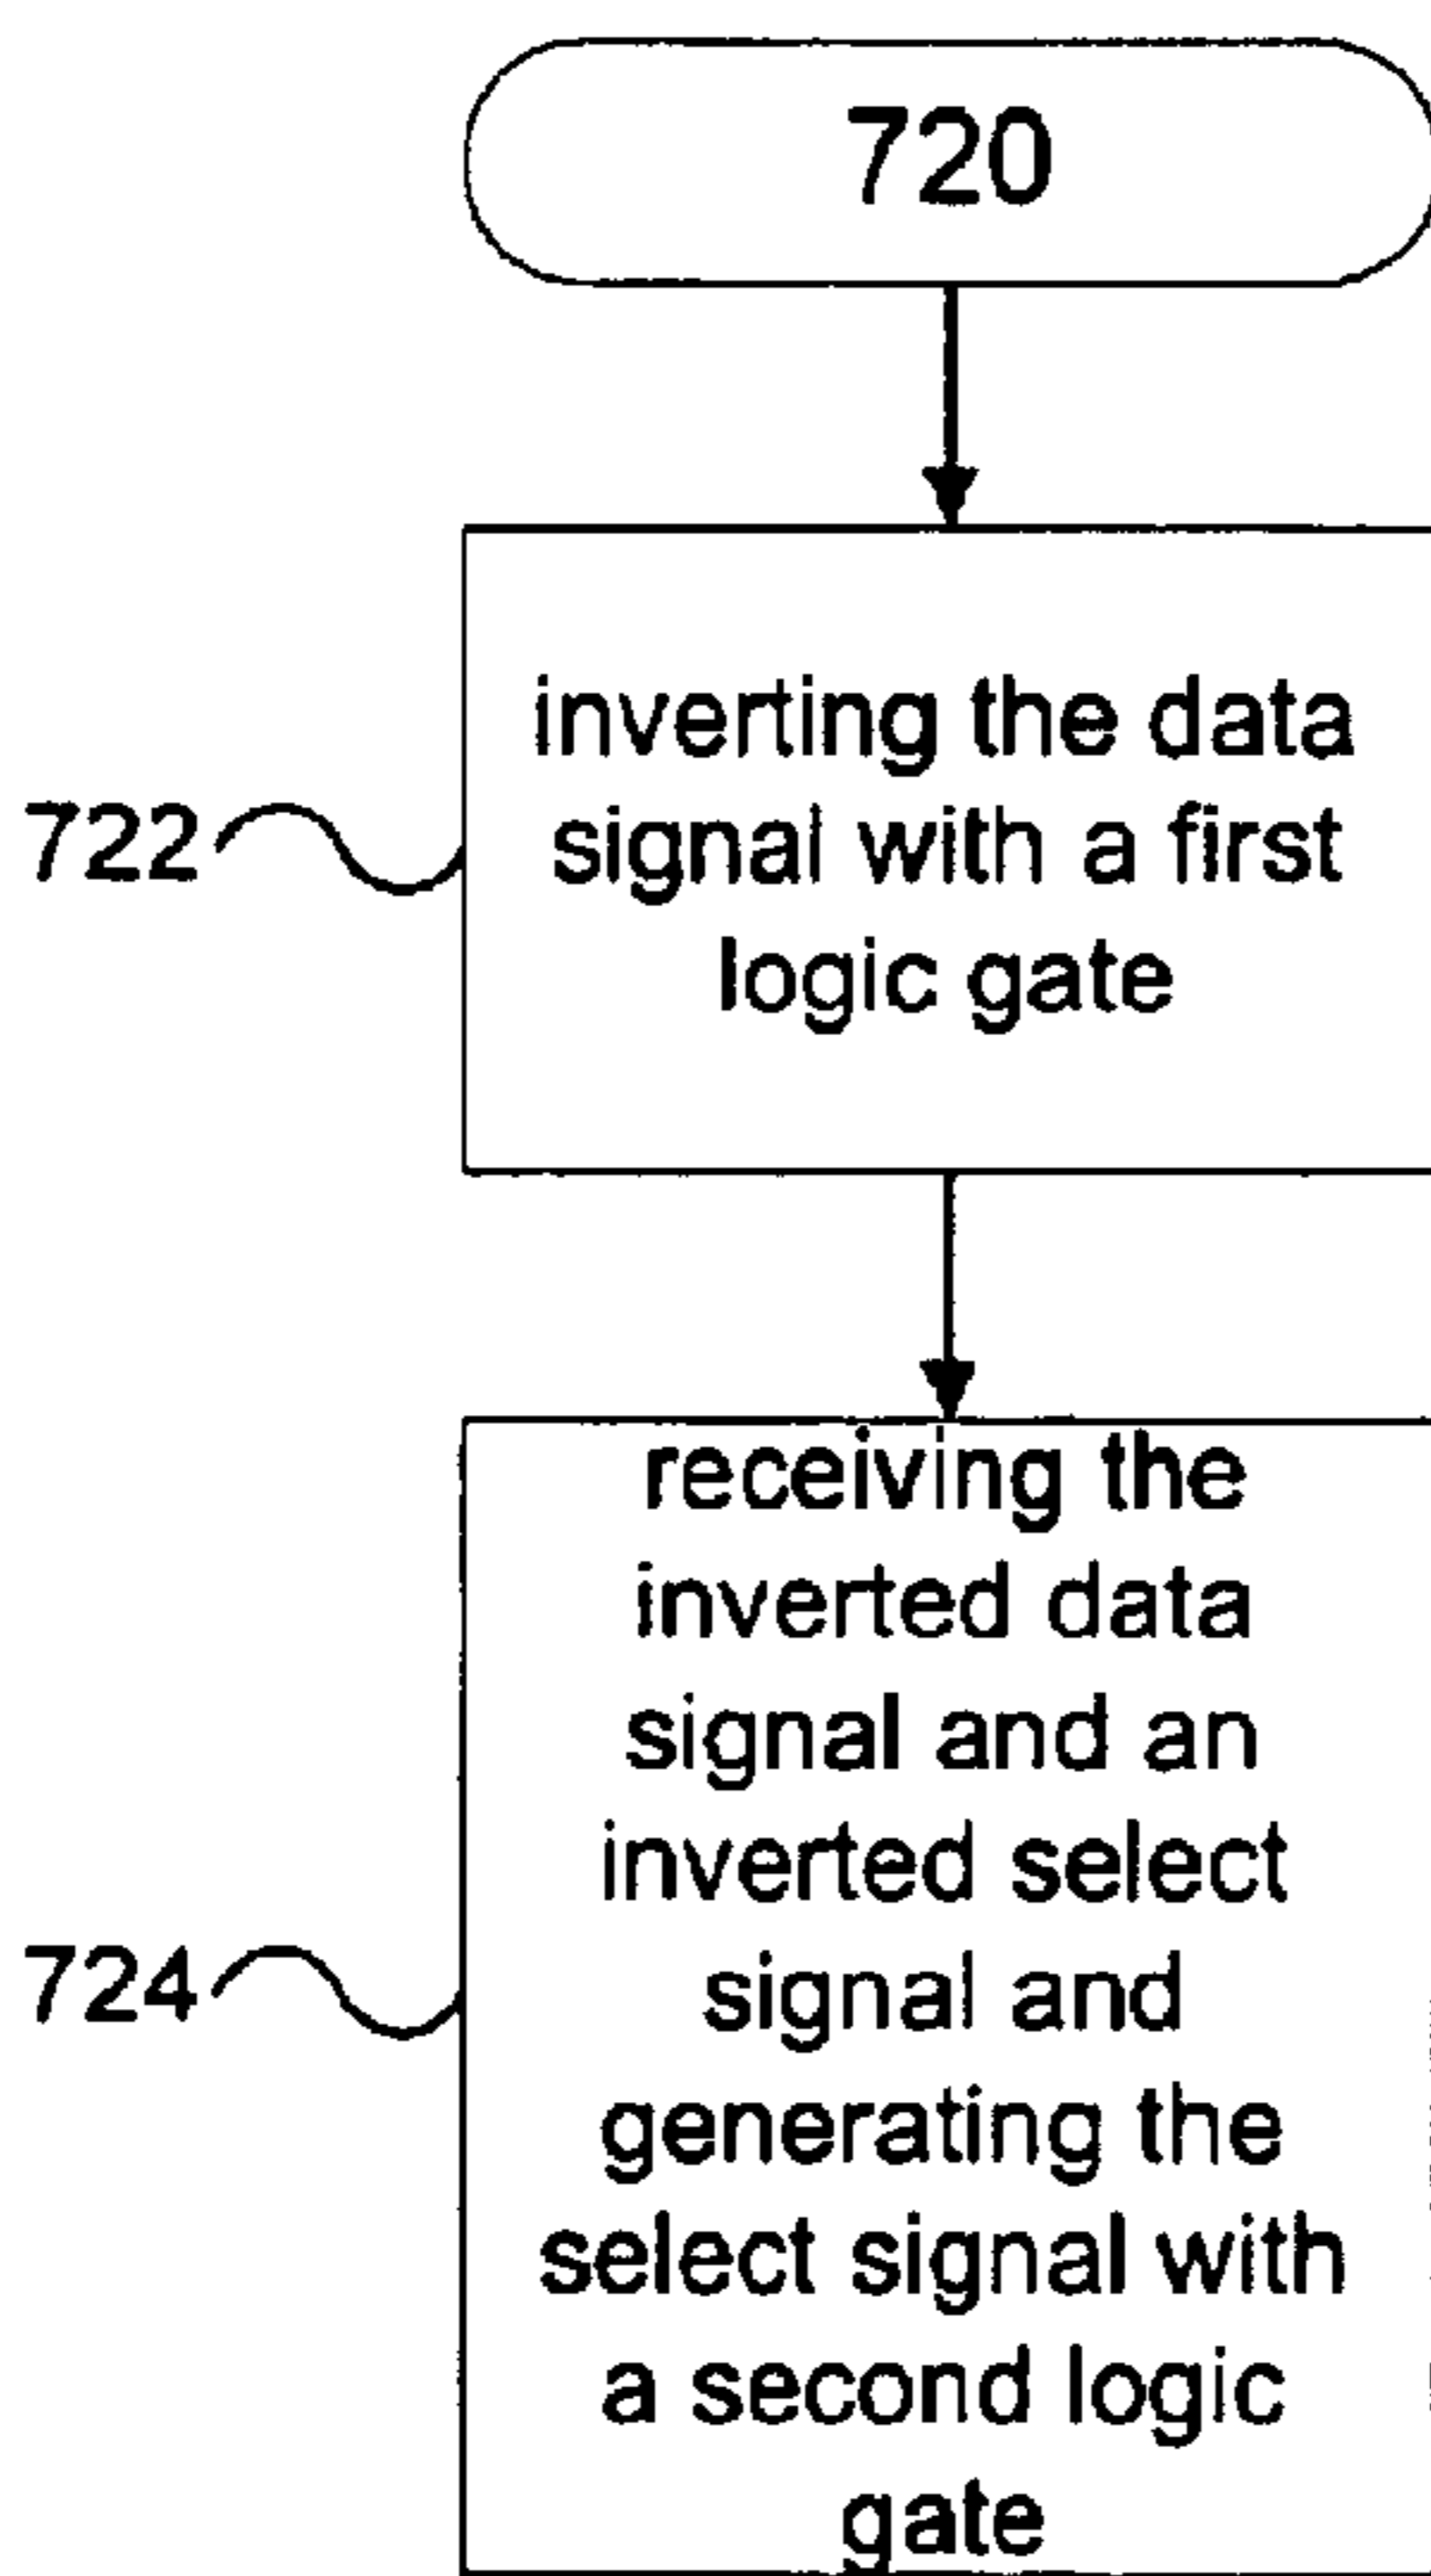 720
inverting the data
722
signal with a first
logic gate
receiving the
inverted data
signal and an
inverted select
724
signal and
generating the
select signal with
a second logic
gate